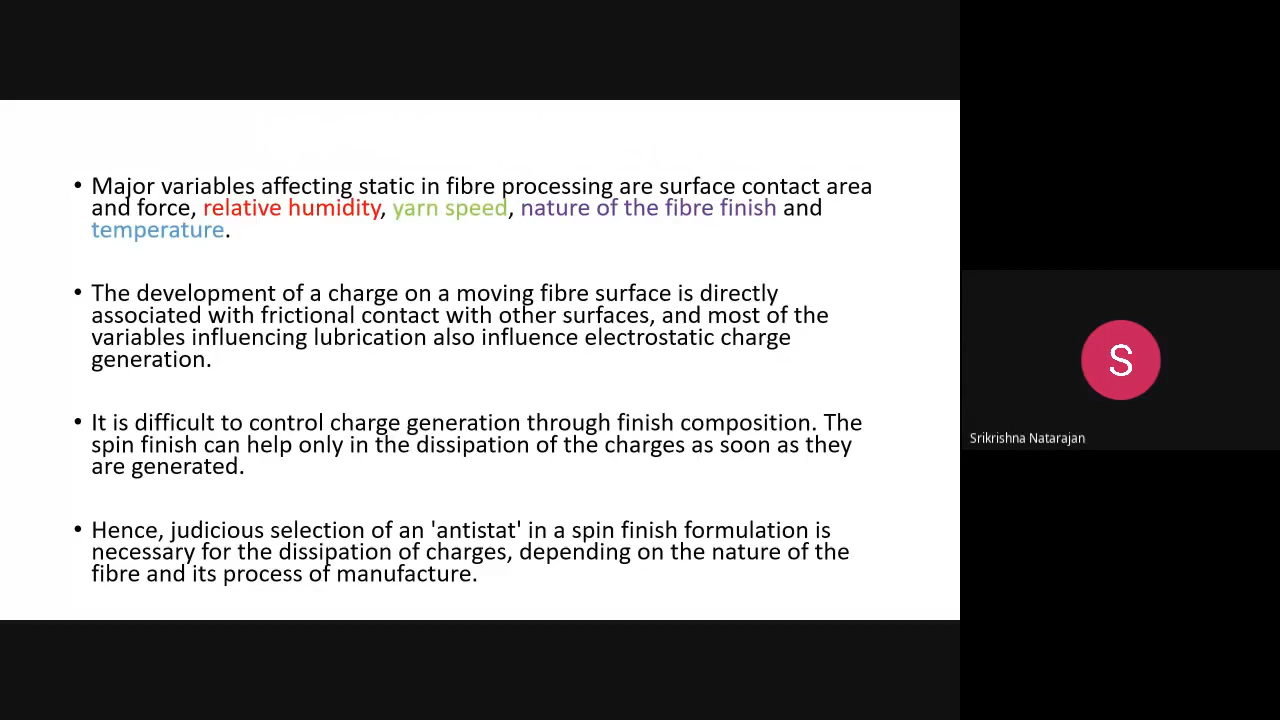 • Major variables affecting static in fibre processing are surface contact area
and force, relative humidity, yarn speed, nature of the fibre finish and
temperature.
• The development of a charge on a moving fibre surface is directly
associated with frictional contact with other surfaces, and most of the
variables influencing lubrication also influence electrostatic charge
generation.
• It is difficult to control charge generation through finish composition. The
spin finish can help only in the dissipation of the charges as soon as they
are generated.
• Hence, judicious selection of an 'antistat' in a spin finish formulation is
necessary for the dissipation of charges, depending on the nature of the
fibre and its process of manufacture.
S
Srikrishna Natarajan